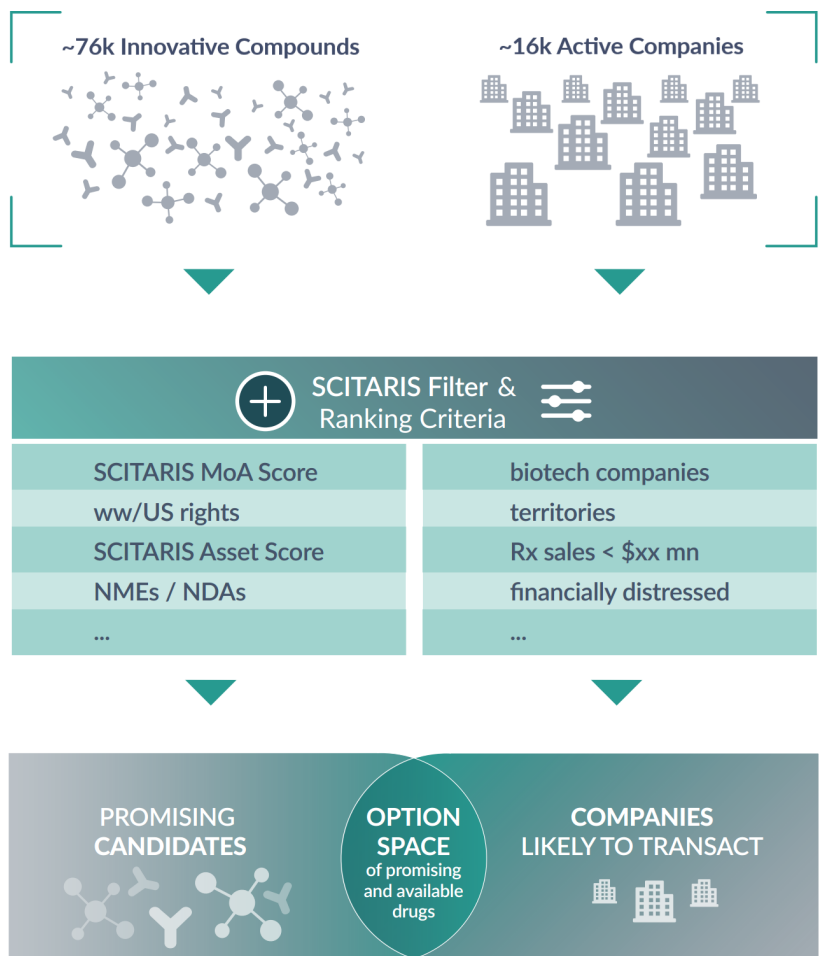 ~76k Innovative Compounds
~16k Active Companies
SCITARIS Filter &
Ranking Criteria
SCITARIS MoA Score
ww/US rights
SCITARIS Asset Score
NMEs / NDAs
...
biotech companies
territories
Rx sales < $xx mn
financially distressed
...
PROMISING
CANDIDATES
OPTION
SPACE
of promising
and available
drugs
COMPANIES
LIKELY TO TRANSACT